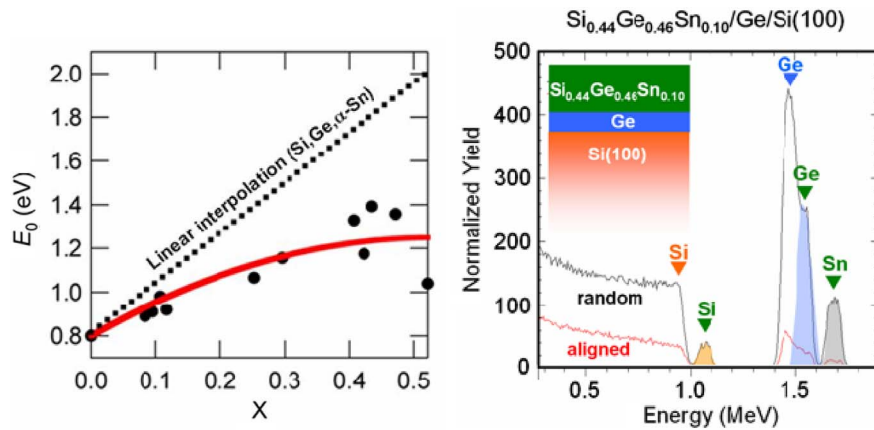 2.0
1.8
1.6
1.4
1.2
1.0
0.8
E₀ (eV)
Linear interpolation (Si,Ge,α-Sn)
0.0 0.1 0.2 0.3 0.4 0.5
X
Si₀.₄₄Ge₀.₄₆Sn₀.₁₀/Ge/Si(100)
500
400
300
200
100
0
Normalized Yield
Si₀.₄₄Ge₀.₄₆Sn₀.₁₀
Ge
Si(100)
Ge
Ge
Sn
Si
Si
random
aligned
0.5 1.0 1.5
Energy (MeV)